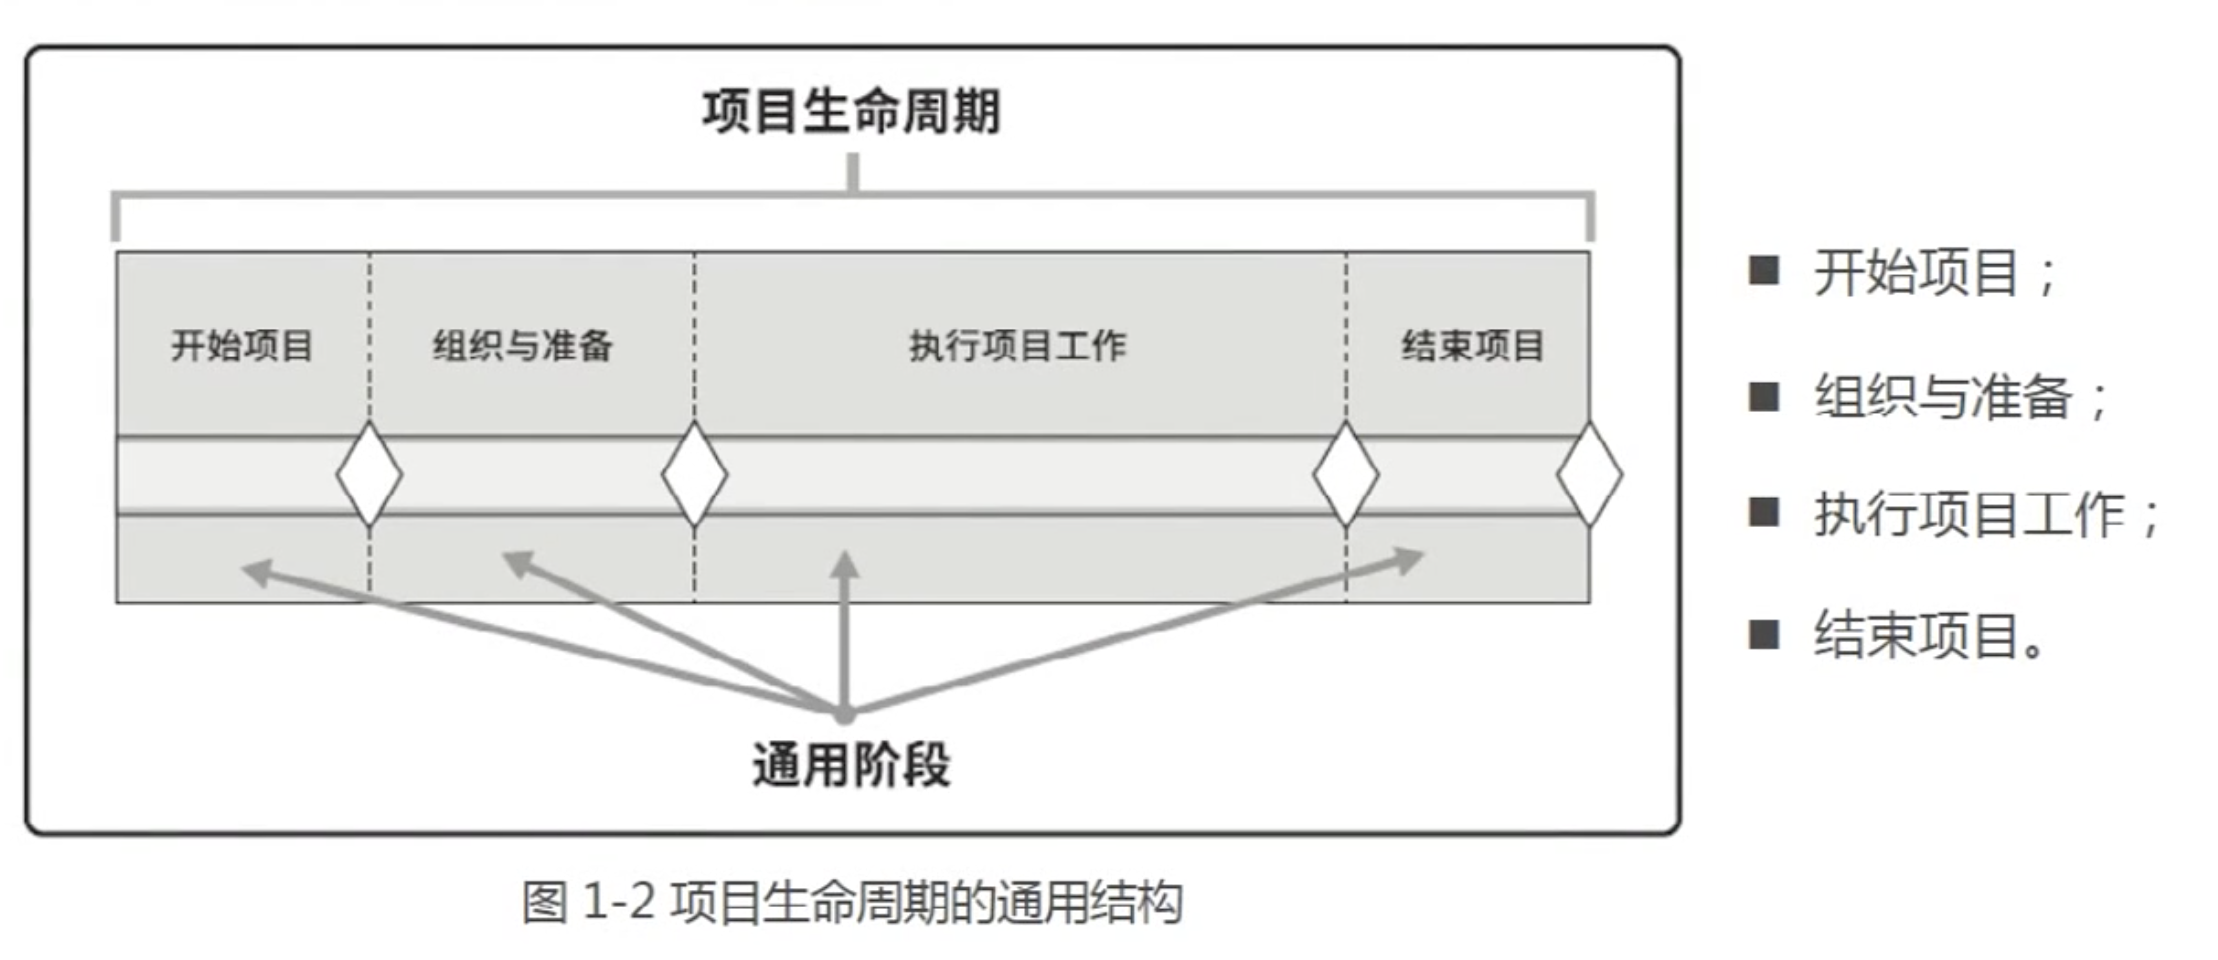 项目生命周期
开始项目
组织与准备
执行项目工作
结束项目
通用阶段
图 1-2 项目生命周期的通用结构
■ 开始项目；
■ 组织与准备；
■ 执行项目工作；
■ 结束项目。